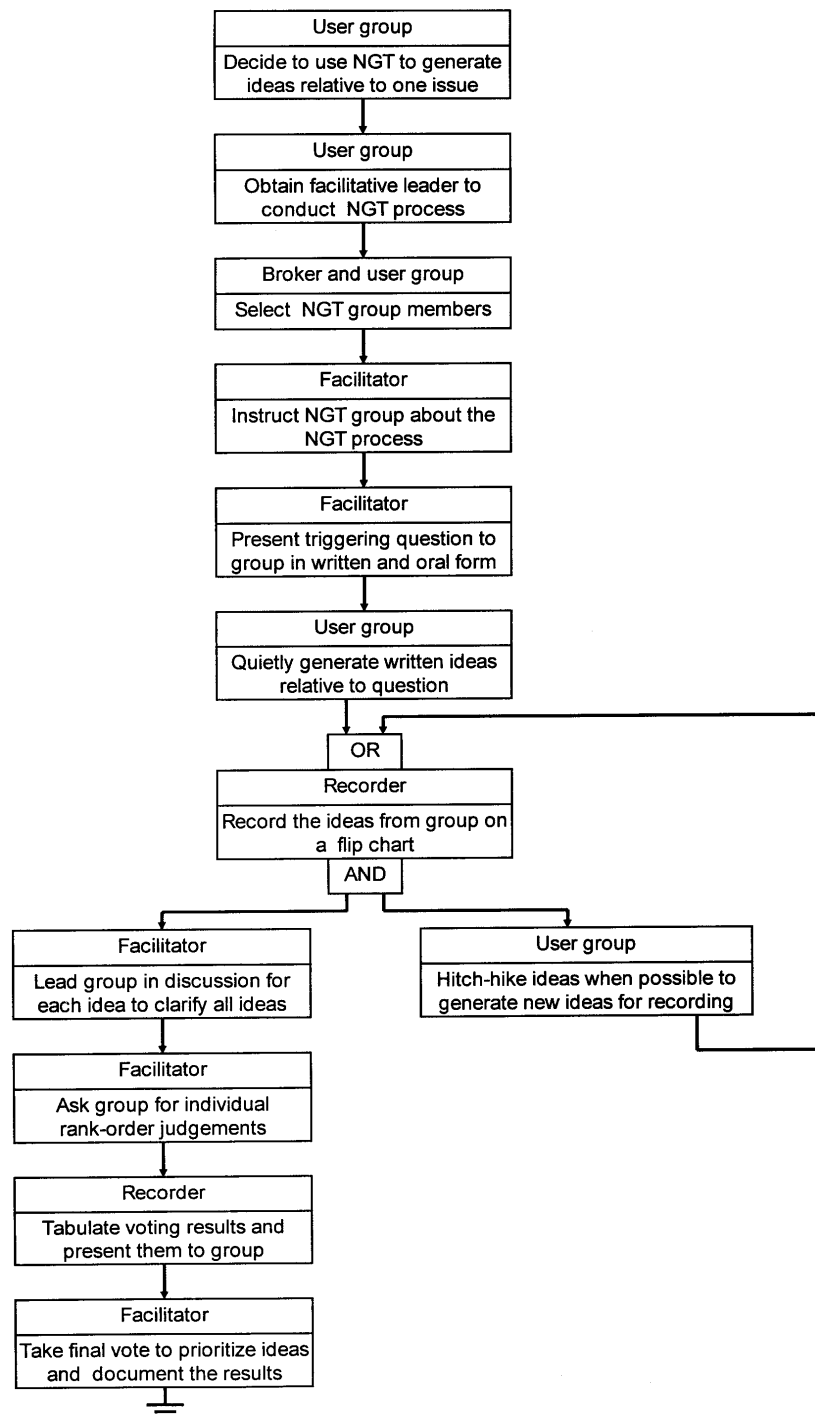 User group
Decide to use NGT to generate
ideas relative to one issue
User group
Obtain facilitative leader to
conduct NGT process
Broker and user group
Select NGT group members
Facilitator
Instruct NGT group about the
NGT process
Facilitator
Present triggering question to
group in written and oral form
User group
Quietly generate written ideas
relative to question
OR
Recorder
Record the ideas from group on
a flip chart
AND
Facilitator
Lead group in discussion for
each idea to clarify all ideas
User group
Hitch-hike ideas when possible to
generate new ideas for recording
Facilitator
Ask group for individual
rank-order judgements
Recorder
Tabulate voting results and
present them to group
Facilitator
Take final vote to prioritize ideas
and document the results